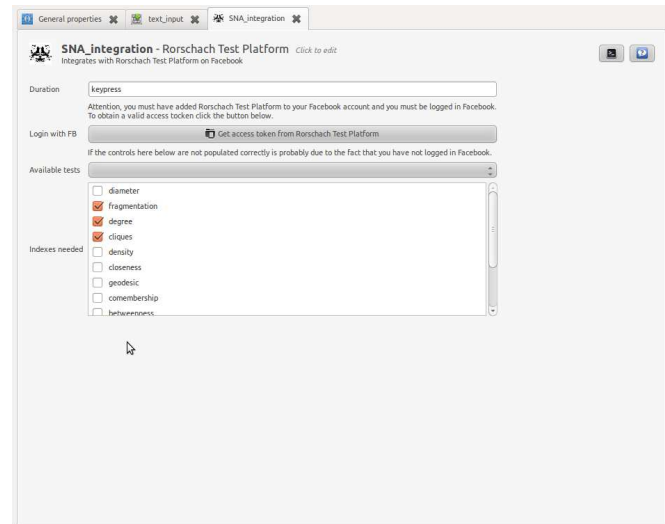 General properties text_input SNA_integration
SNA_integration - Rorschach Test Platform Click to edit
Integrates with Rorschach Test Platform on Facebook
Duration keypress
Attention, you must have added Rorschach Test Platform to your Facebook account and you must be logged in Facebook.
To obtain a valid access tocken click the button below.
Login with FB Get access token from Rorschach Test Platform
If the controls here below are not populated correctly is probably due to the fact that you have not logged in Facebook.
Available tests
diameter
fragmentation
degree
cliques
Indexes needed density
closeness
geodesic
comembership
betweenness